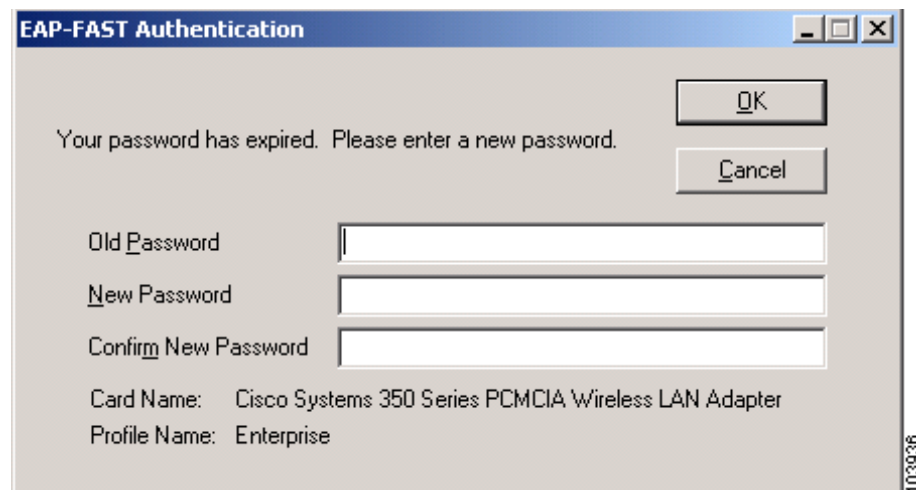 EAP-FAST Authentication
OK
Your password has expired. Please enter a new password.
Cancel
Old Password
New Password
Confirm New Password
Card Name: Cisco Systems 350 Series PCMCIA Wireless LAN Adapter
Profile Name: Enterprise
103936